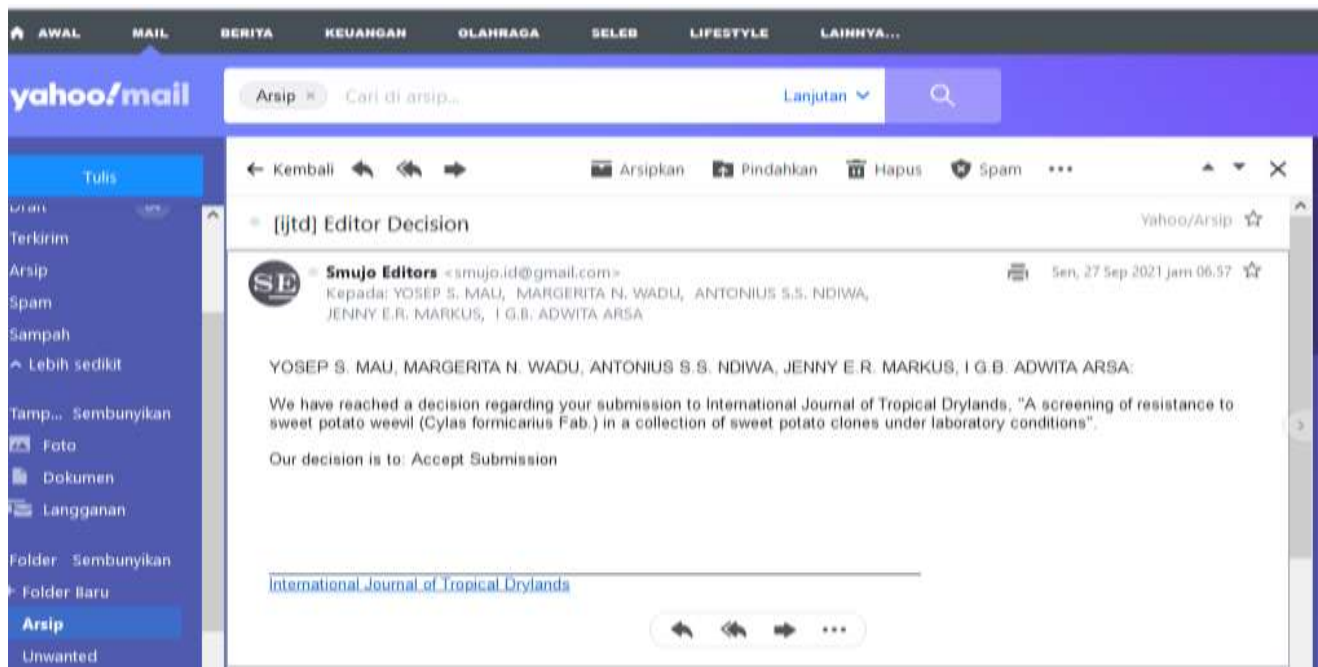 AWAL MAIL BERITA KEUANGAN OLAHRAGA SELEB LIFESTYLE LAINNYA...
yahoo!mail
Arsip × Cari di arsip... Lanjutan
Tulis
← Kembali Arsipkan Pindahkan Hapus Spam ...
Draft
Terkirim
Arsip
Spam
Sampah
Lebih sedikit
Tamp... Sembunyikan
Foto
Dokumen
Langganan
Folder Sembunyikan
Folder Baru
Arsip
Unwanted
[ijtd] Editor Decision Yahoo/Arsip
SE
Smujo Editors <smujo.id@gmail.com> Sen, 27 Sep 2021 jam 06.57
Kepada: YOSEP S. MAU, MARGERITA N. WADU, ANTONIUS S.S. NDIWA,
JENNY E.R. MARKUS, I G.B. ADWITA ARSA
YOSEP S. MAU, MARGERITA N. WADU, ANTONIUS S.S. NDIWA, JENNY E.R. MARKUS, I G.B. ADWITA ARSA:
We have reached a decision regarding your submission to International Journal of Tropical Drylands, "A screening of resistance to
sweet potato weevil (Cylas formicarius Fab.) in a collection of sweet potato clones under laboratory conditions".
Our decision is to: Accept Submission
International Journal of Tropical Drylands
...